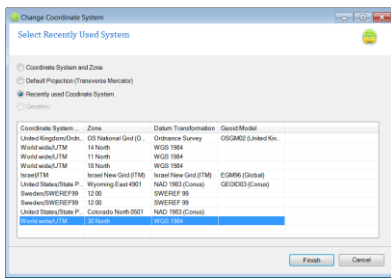 Change Coordinate System
Select Recently Used System
Coordinate System and Zone
Default Projection (Transverse Mercator)
Recently used Coordinate System
Geodetic
Coordinate System... Zone Datum Transformation Geoid Model
United Kingdom/Ordn... OS National Grid (O... Ordnance Survey OSGM02 (United Kin...
World wide/UTM 14 North WGS 1984
World wide/UTM 11 North WGS 1984
World wide/UTM 18 North WGS 1984
Israel/ITM Israel New Grid (ITM) Israel New Grid (ITM) EGM96 (Global)
United States/State P... Wyoming East 4901 NAD 1983 (Conus) GEOID03 (Conus)
Sweden/SWEREF99 12 00 SWEREF 99
Sweden/SWEREF99 12 00 SWEREF 99
United States/State P... Colorado North 0501 NAD 1983 (Conus)
World wide/UTM 30 North WGS 1984
Finish Cancel